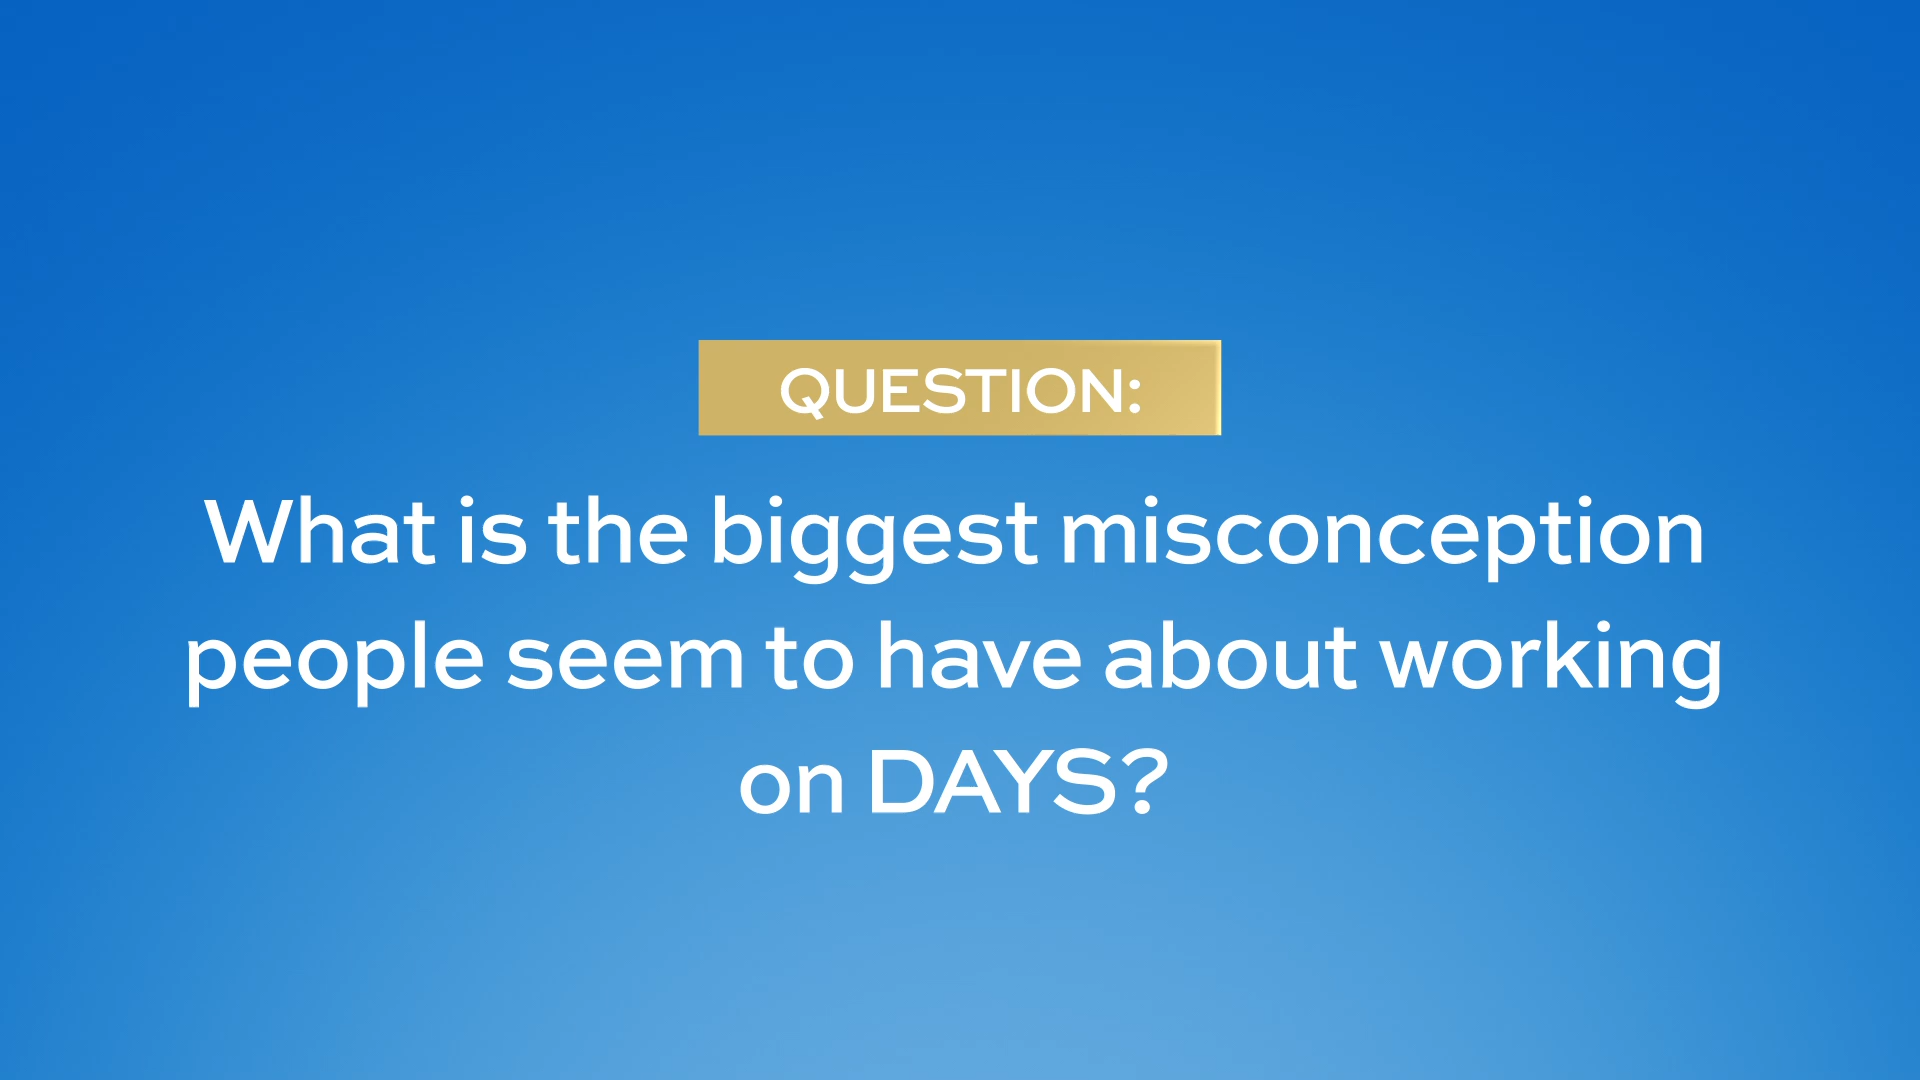 QUESTION:
What is the biggest misconception
people seem to have about working
on DAYS?